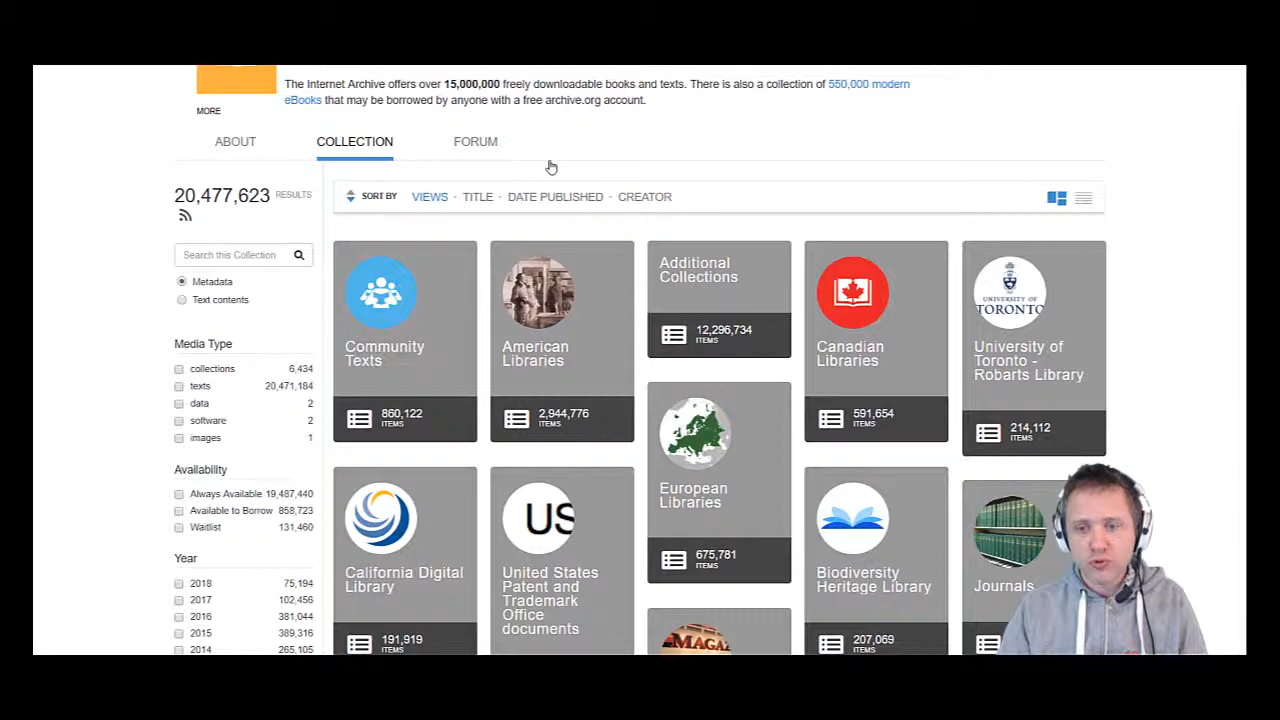 The Internet Archive offers over 15,000,000 freely downloadable books and texts. There is also a collection of 550,000 modern
eBooks that may be borrowed by anyone with a free archive.org account.
MORE
ABOUT
COLLECTION
FORUM
20,477,623 RESULTS
SORT BY VIEWS · TITLE · DATE PUBLISHED · CREATOR
Search this Collection
Metadata
Text contents
Media Type
collections 6,434
texts 20,471,184
data 2
software 2
images 1
Availability
Always Available 19,487,440
Available to Borrow 858,723
Waitlist 131,460
Year
2018 75,194
2017 102,456
2016 381,044
2015 389,316
2014 265,105
Community
Texts
860,122
ITEMS
American
Libraries
2,944,776
ITEMS
Additional
Collections
12,296,734
ITEMS
Canadian
Libraries
591,654
ITEMS
UNIVERSITY OF
TORONTO
University of
Toronto -
Robarts Library
214,112
ITEMS
California Digital
Library
191,919
ITEMS
US
United States
Patent and
Trademark
Office
documents
European
Libraries
675,781
ITEMS
MAGAZ
Biodiversity
Heritage Library
207,069
ITEMS
Journals